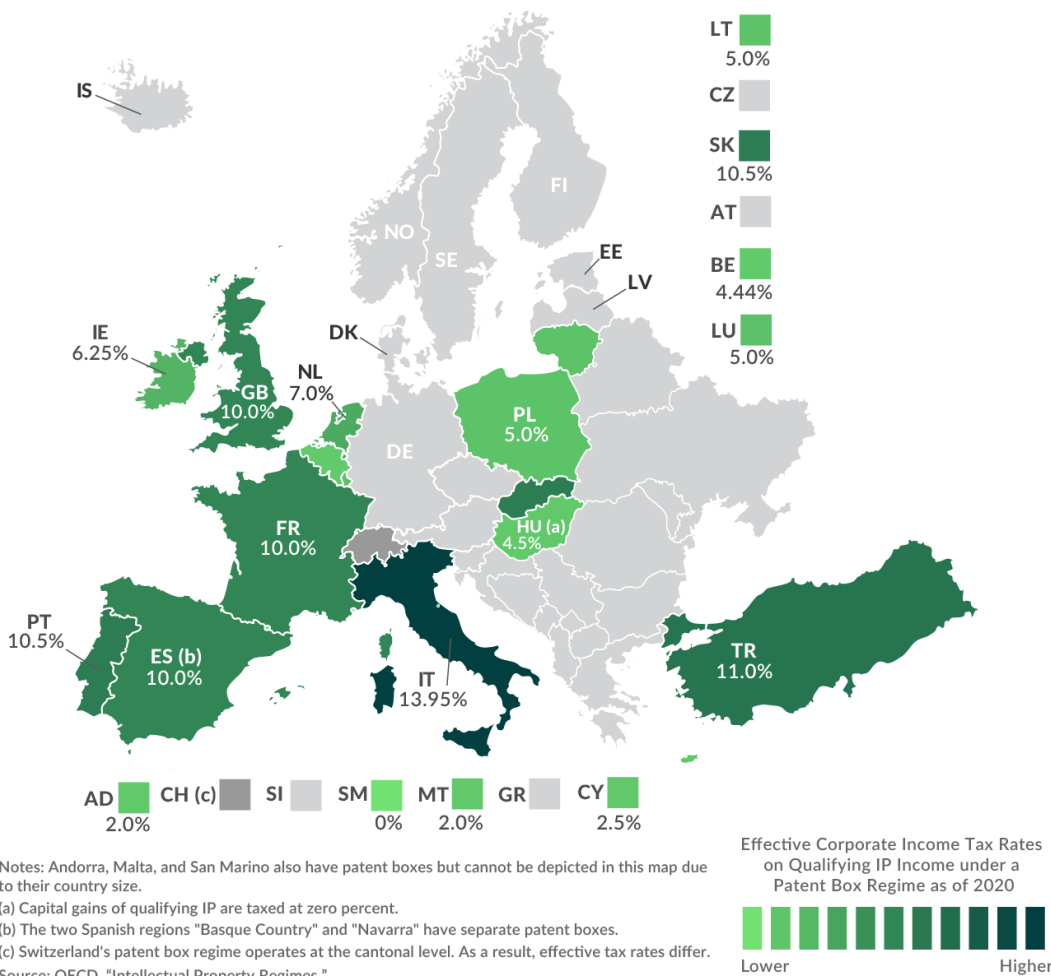 LT
5.0%
IS
CZ
SK
10.5%
FI
AT
NO
EE
SE
BE
4.44%
LV
IE
6.25%
DK
LU
5.0%
NL
7.0%
GB
10.0%
PL
5.0%
DE
FR
10.0%
HU (a)
4.5%
PT
10.5%
ES (b)
10.0%
IT
13.95%
TR
11.0%
AD
2.0%
CH (c)
SI
SM
0%
MT
2.0%
GR
CY
2.5%
Notes: Andorra, Malta, and San Marino also have patent boxes but cannot be depicted in this map due
to their country size.
(a) Capital gains of qualifying IP are taxed at zero percent.
(b) The two Spanish regions "Basque Country" and "Navarra" have separate patent boxes.
(c) Switzerland's patent box regime operates at the cantonal level. As a result, effective tax rates differ.
Source: OECD, "Intellectual Property Regimes."
Effective Corporate Income Tax Rates
on Qualifying IP Income under a
Patent Box Regime as of 2020
Lower
Higher